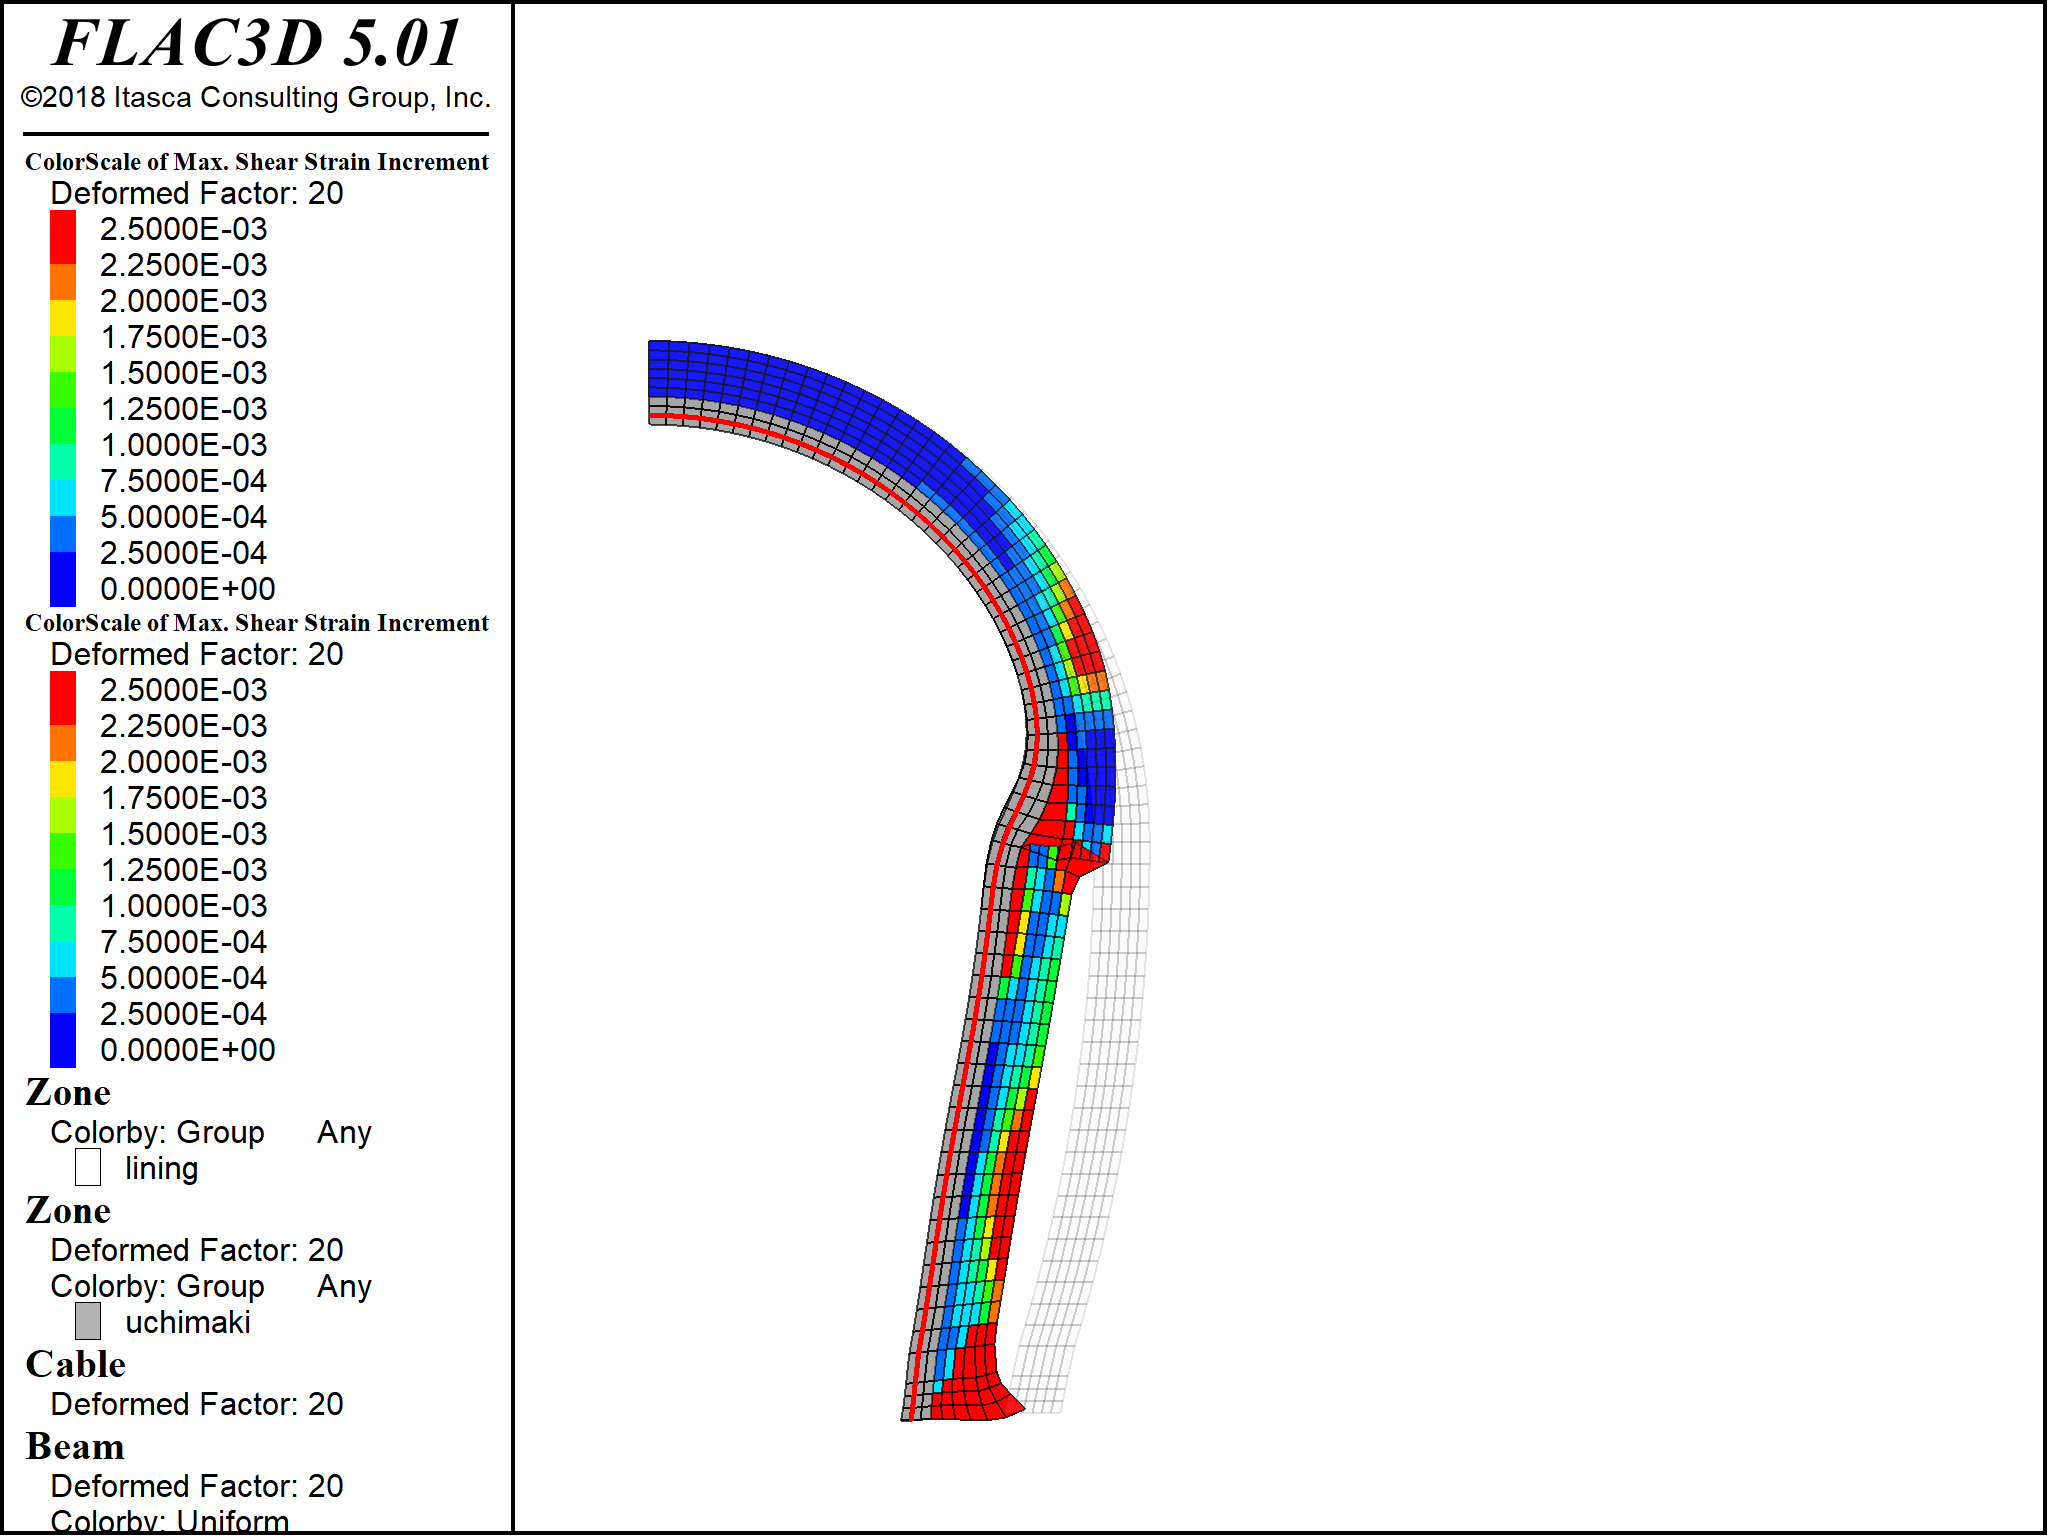 FLAC3D 5.01
©2018 Itasca Consulting Group, Inc.
ColorScale of Max. Shear Strain Increment
Deformed Factor: 20
2.5000E-03
2.2500E-03
2.0000E-03
1.7500E-03
1.5000E-03
1.2500E-03
1.0000E-03
7.5000E-04
5.0000E-04
2.5000E-04
0.0000E+00
ColorScale of Max. Shear Strain Increment
Deformed Factor: 20
2.5000E-03
2.2500E-03
2.0000E-03
1.7500E-03
1.5000E-03
1.2500E-03
1.0000E-03
7.5000E-04
5.0000E-04
2.5000E-04
0.0000E+00
Zone
Colorby: Group Any
lining
Zone
Deformed Factor: 20
Colorby: Group Any
uchimaki
Cable
Deformed Factor: 20
Beam
Deformed Factor: 20
Colorby: Uniform